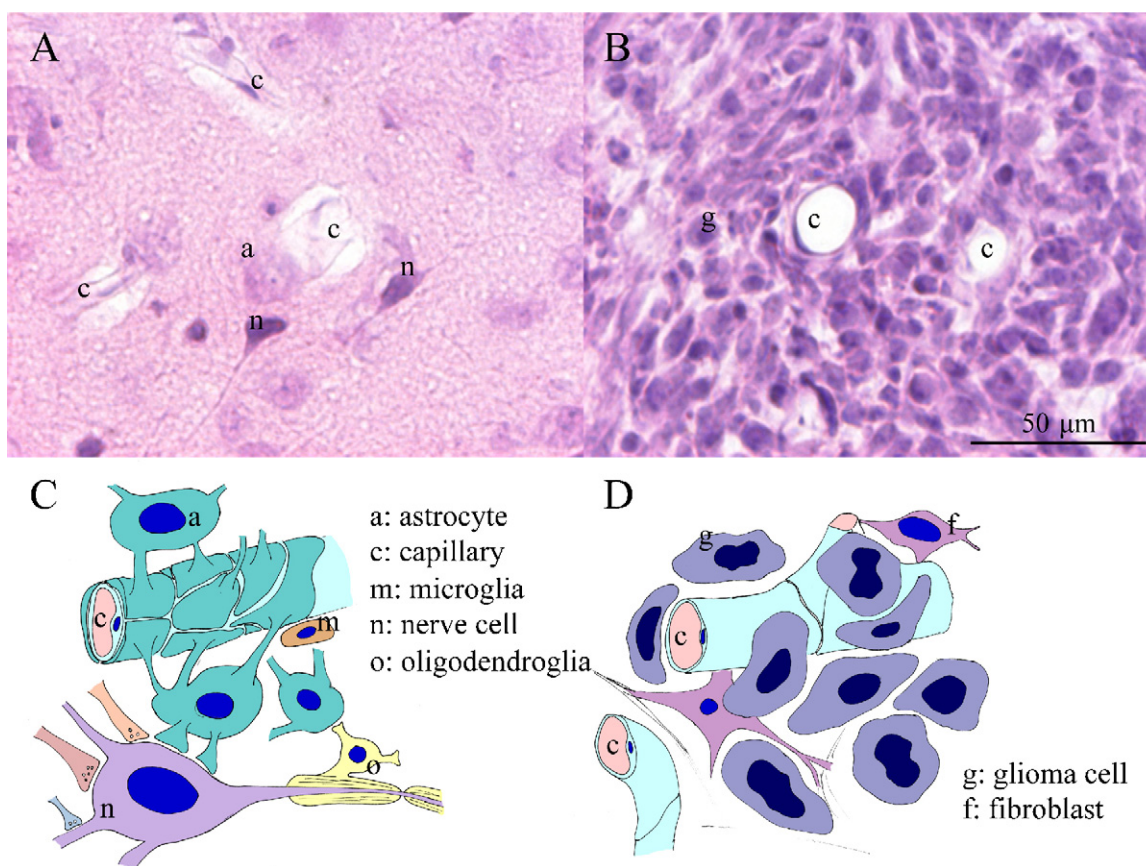 A
c
c
a
n
c
n
B
g
c
c
50 μm
C
a
c
m
o
n
a: astrocyte
c: capillary
m: microglia
n: nerve cell
o: oligodendroglia
D
f
g
c
c
g: glioma cell
f: fibroblast